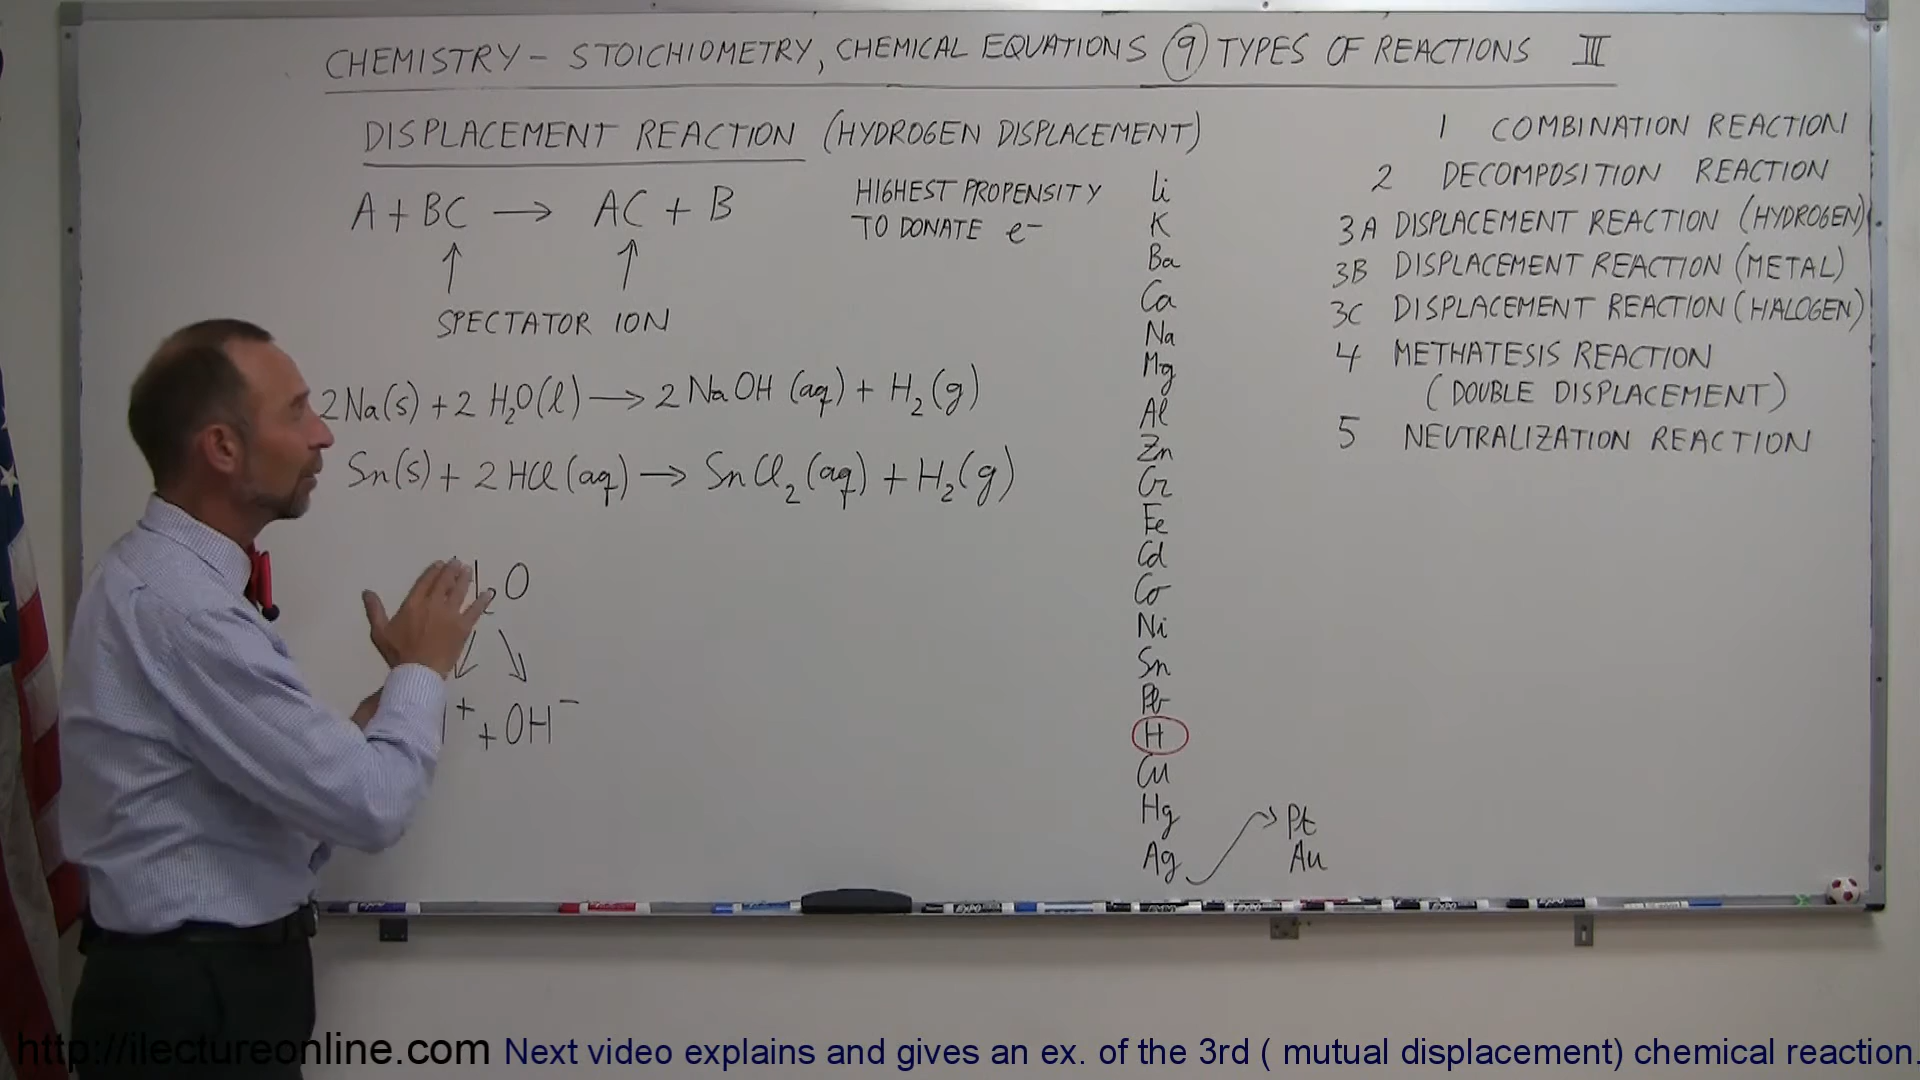 CHEMISTRY – STOICHIOMETRY, CHEMICAL EQUATIONS 9 TYPES OF REACTIONS III
DISPLACEMENT REACTION (HYDROGEN DISPLACEMENT)
A + BC → AC + B
↑ ↑
SPECTATOR ION
2Na(s) + 2 H₂O(l) → 2 NaOH (aq) + H₂(g)
Sn(s) + 2 HCl (aq) → SnCl₂ (aq) + H₂(g)
₂O
+ + OH⁻
HIGHEST PROPENSITY
TO DONATE e⁻
Li
K
Ba
Ca
Na
Mg
Al
Zn
Cr
Fe
Cd
Co
Ni
Sn
Pb
H
Cu
Hg
Ag → Pt
Au
1 COMBINATION REACTION
2 DECOMPOSITION REACTION
3A DISPLACEMENT REACTION (HYDROGEN)
3B DISPLACEMENT REACTION (METAL)
3C DISPLACEMENT REACTION (HALOGEN)
4 METHATESIS REACTION
(DOUBLE DISPLACEMENT)
5 NEUTRALIZATION REACTION
http://ilectureonline.com Next video explains and gives an ex. of the 3rd ( mutual displacement) chemical reaction.